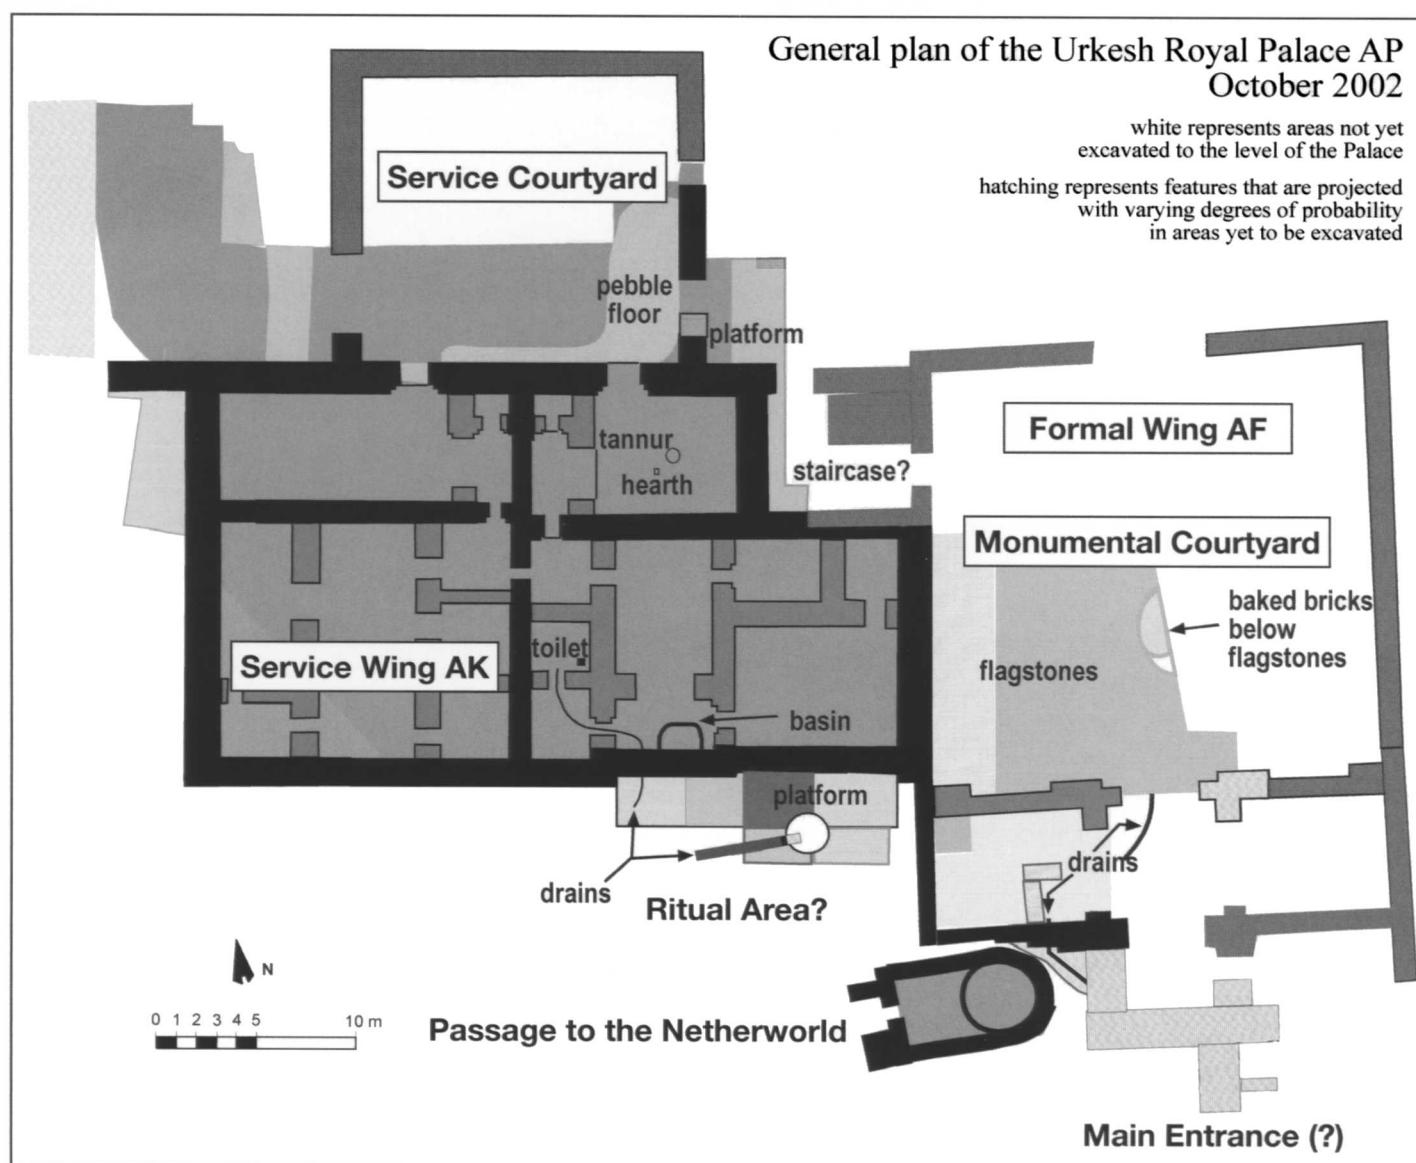 General plan of the Urkesh Royal Palace AP
October 2002
white represents areas not yet
excavated to the level of the Palace
hatching represents features that are projected
with varying degrees of probability
in areas yet to be excavated
Service Courtyard
pebble
floor
platform
Formal Wing AF
tannur
hearth
staircase?
Monumental Courtyard
baked bricks
below
flagstones
flagstones
toilet
Service Wing AK
basin
platform
drains
drains
Ritual Area?
N
0 1 2 3 4 5 10 m
Passage to the Netherworld
Main Entrance (?)